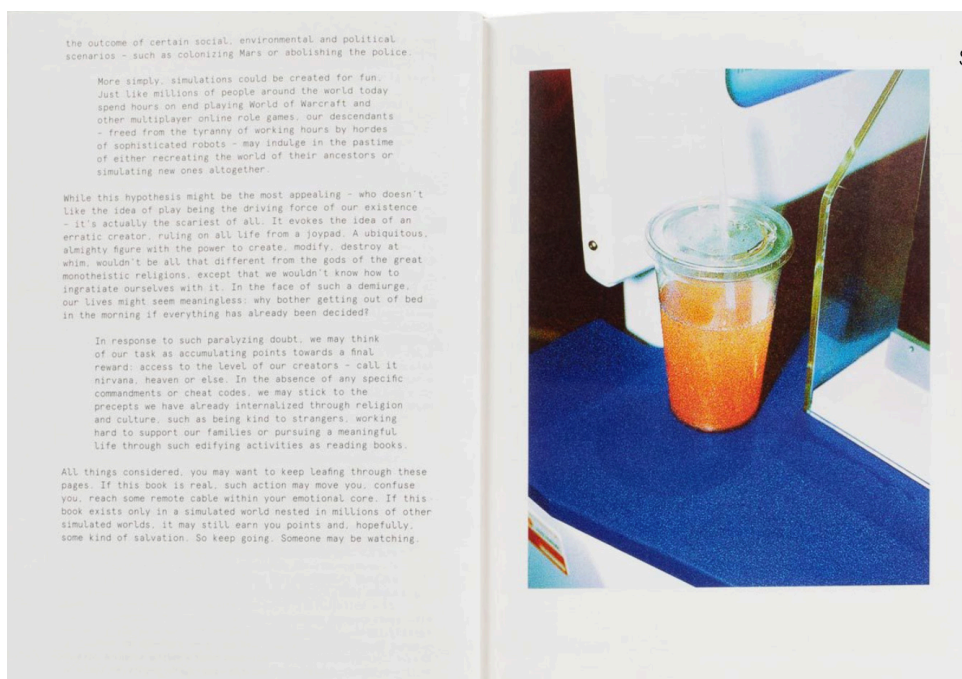 the outcome of certain social, environmental and political
scenarios – such as colonizing Mars or abolishing the police.
More simply, simulations could be created for fun.
Just like millions of people around the world today
spend hours on end playing World of Warcraft and
other multiplayer online role games, our descendants
– freed from the tyranny of working hours by hordes
of sophisticated robots – may indulge in the pastime
of either recreating the world of their ancestors or
simulating new ones altogether.
While this hypothesis might be the most appealing – who doesn't
like the idea of play being the driving force of our existence
– it's actually the scariest of all. It evokes the idea of an
erratic creator, ruling on all life from a joypad. A ubiquitous,
almighty figure with the power to create, modify, destroy at
whim, wouldn't be all that different from the gods of the great
monotheistic religions, except that we wouldn't know how to
ingratiate ourselves with it. In the face of such a demiurge,
our lives might seem meaningless: why bother getting out of bed
in the morning if everything has already been decided?
In response to such paralyzing doubt, we may think
of our task as accumulating points towards a final
reward: access to the level of our creators – call it
nirvana, heaven or else. In the absence of any specific
commandments or cheat codes, we may stick to the
precepts we have already internalized through religion
and culture, such as being kind to strangers, working
hard to support our families or pursuing a meaningful
life through such edifying activities as reading books.
All things considered, you may want to keep leafing through these
pages. If this book is real, such action may move you, confuse
you, reach some remote cable within your emotional core. If this
book exists only in a simulated world nested in millions of other
simulated worlds, it may still earn you points and, hopefully,
some kind of salvation. So keep going. Someone may be watching.